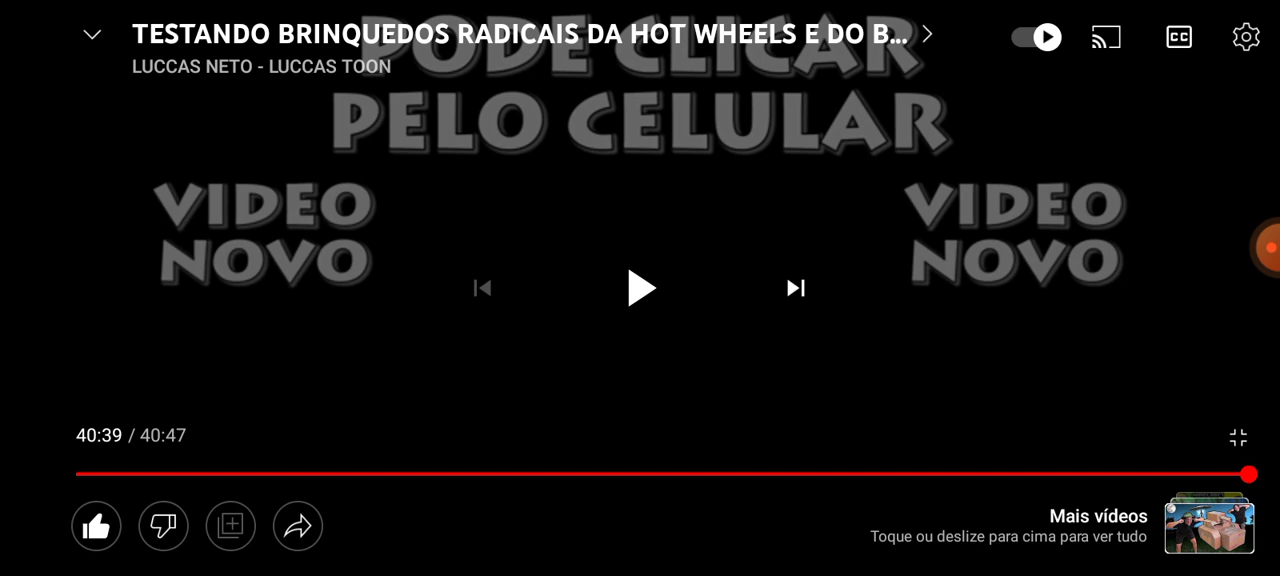 TESTANDO BRINQUEDOS RADICAIS DA HOT WHEELS E DO B...
LUCCAS NETO - LUCCAS TOON
CC
PODE CLICAR
PELO CELULAR
VIDEO
NOVO
VIDEO
NOVO
40:39 / 40:47
Mais vídeos
Toque ou deslize para cima para ver tudo